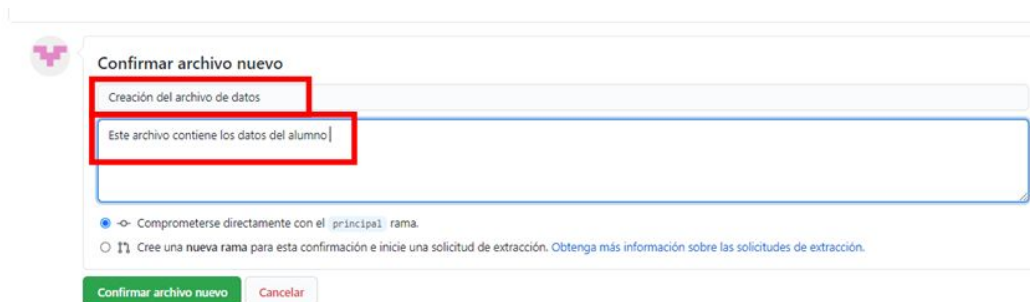 Confirmar archivo nuevo
Creación del archivo de datos
Este archivo contiene los datos del alumno
Comprometerse directamente con el principal rama.
Cree una nueva rama para esta confirmación e inicie una solicitud de extracción. Obtenga más información sobre las solicitudes de extracción.
Confirmar archivo nuevo Cancelar